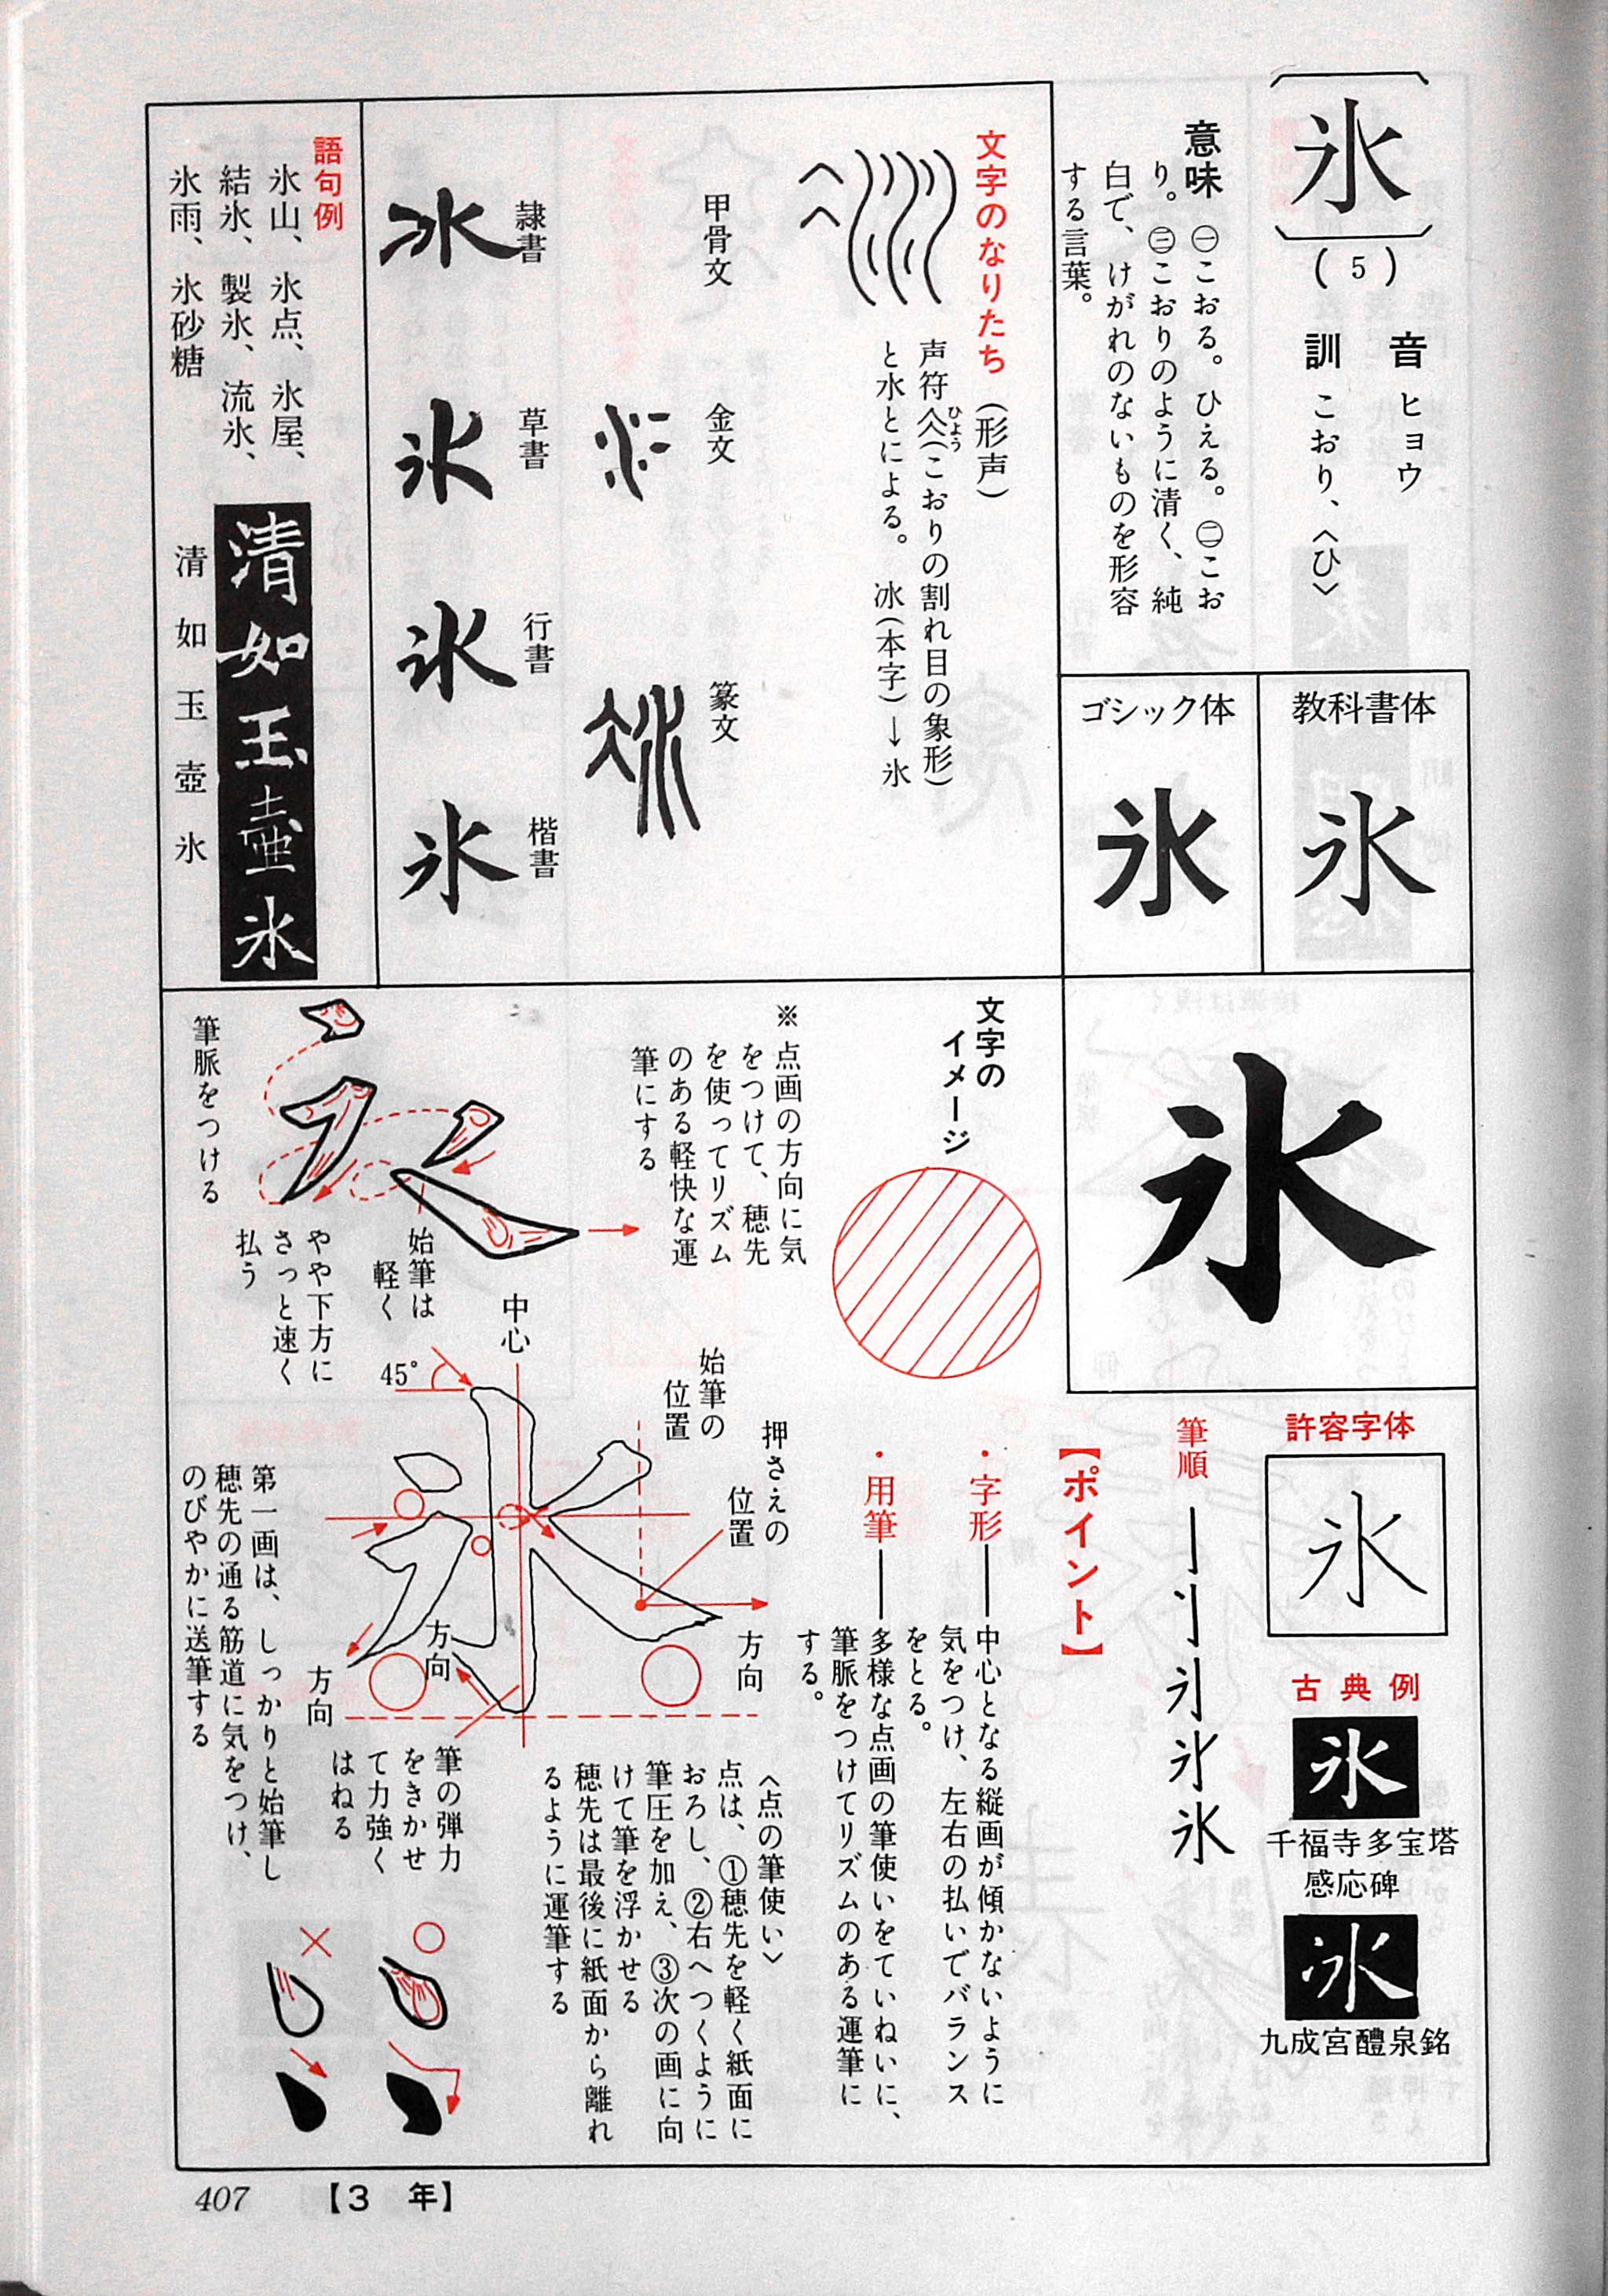 氷
(5)
音 ヒョウ
訓 こおり、〈ひ〉
意味 ㊀こおる。ひえる。㊁こお
り。㊂こおりのように清く、純
白で、けがれのないものを形容
する言葉。
教科書体
氷
ゴシック体
氷
文字のなりたち(形声)
声符仌(こおりの割れ目の象形)
ひょう
と水とによる。 冰(本字)→氷
甲骨文
金文
篆文
隷書
草書
行書
楷書
語句例
氷山、氷点、氷屋、
結氷、製氷、流氷、
氷雨、氷砂糖
清如玉壺氷
清如玉壺氷
氷
許容字体
氷
古典例
氷
千福寺多宝塔
感応碑
氷
九成宮醴泉銘
筆順
氷
【ポイント】
・字形――中心となる縦画が傾かないように
気をつけ、左右の払いでバランス
をとる。
・用筆――多様な点画の筆使いをていねいに、
筆脈をつけてリズムのある運筆に
する。
文字の
イメージ
※点画の方向に気
をつけて、穂先
を使ってリズム
のある軽快な運
筆にする
筆脈をつける
始筆は
軽く
やや下方に
さっと速く
払う
中心
45°
始筆の
位置
押さえの
位置
方向
方向
方向
第一画は、しっかりと始筆し
穂先の通る筋道に気をつけ、
のびやかに送筆する
筆の弾力
をきかせ
て力強く
はねる
〈点の筆使い〉
点は、①穂先を軽く紙面に
おろし、②右へつくように
筆圧を加え、③次の画に向
けて筆を浮かせる
穂先は最後に紙面から離れ
るように運筆する
○
×
407
【3 年】